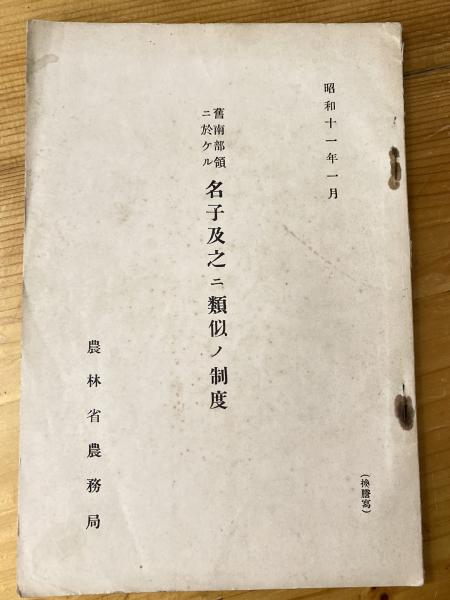 昭和十一年一月
(換謄寫)
舊南部領
ニ於ケル
名子及之ニ類似ノ制度
農林省農務局